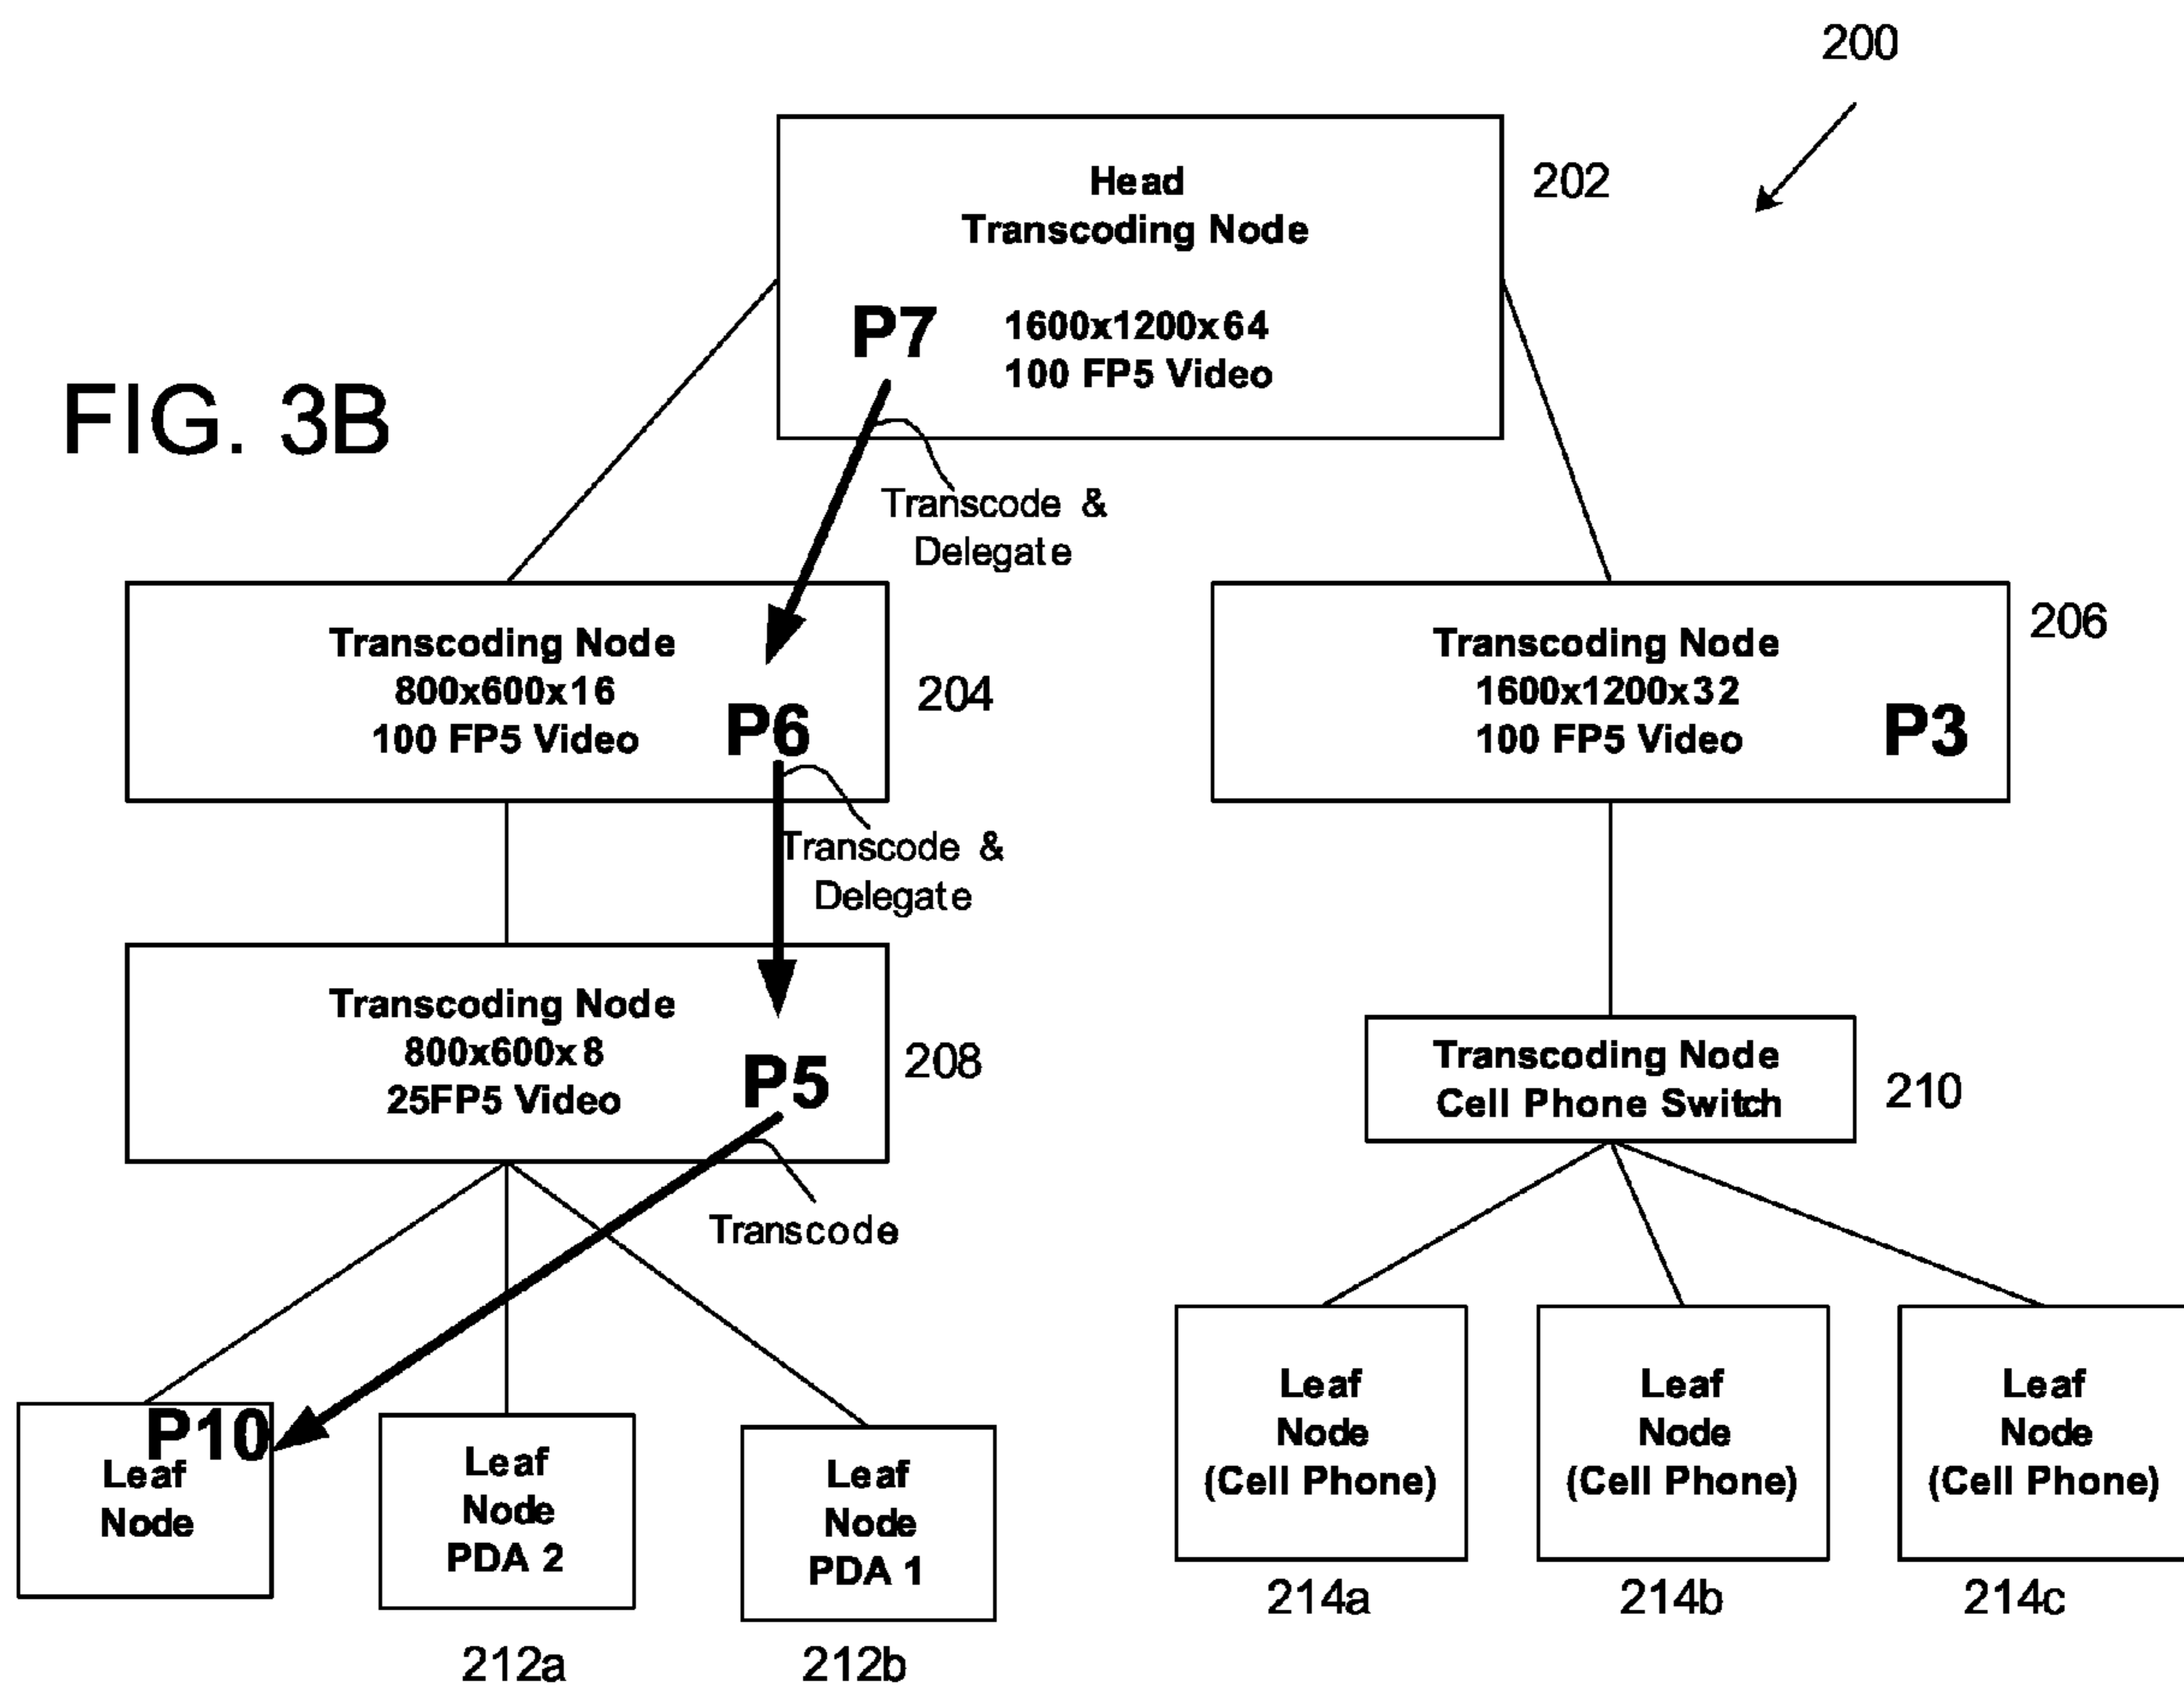 200
Head
Transcoding Node
202
P7
1600x1200x64
100 FP5 Video
FIG. 3B
Transcode &
Delegate
Transcoding Node
800x600x16
100 FP5 Video
P6
204
Transcoding Node
1600x1200x32
100 FP5 Video
P3
206
Transcode &
Delegate
Transcoding Node
800x600x8
25FP5 Video
P5
208
Transcoding Node
Cell Phone Switch
210
Transcode
P10
Leaf
Node
Leaf
Node
PDA 2
212a
Leaf
Node
PDA 1
212b
Leaf
Node
(Cell Phone)
214a
Leaf
Node
(Cell Phone)
214b
Leaf
Node
(Cell Phone)
214c